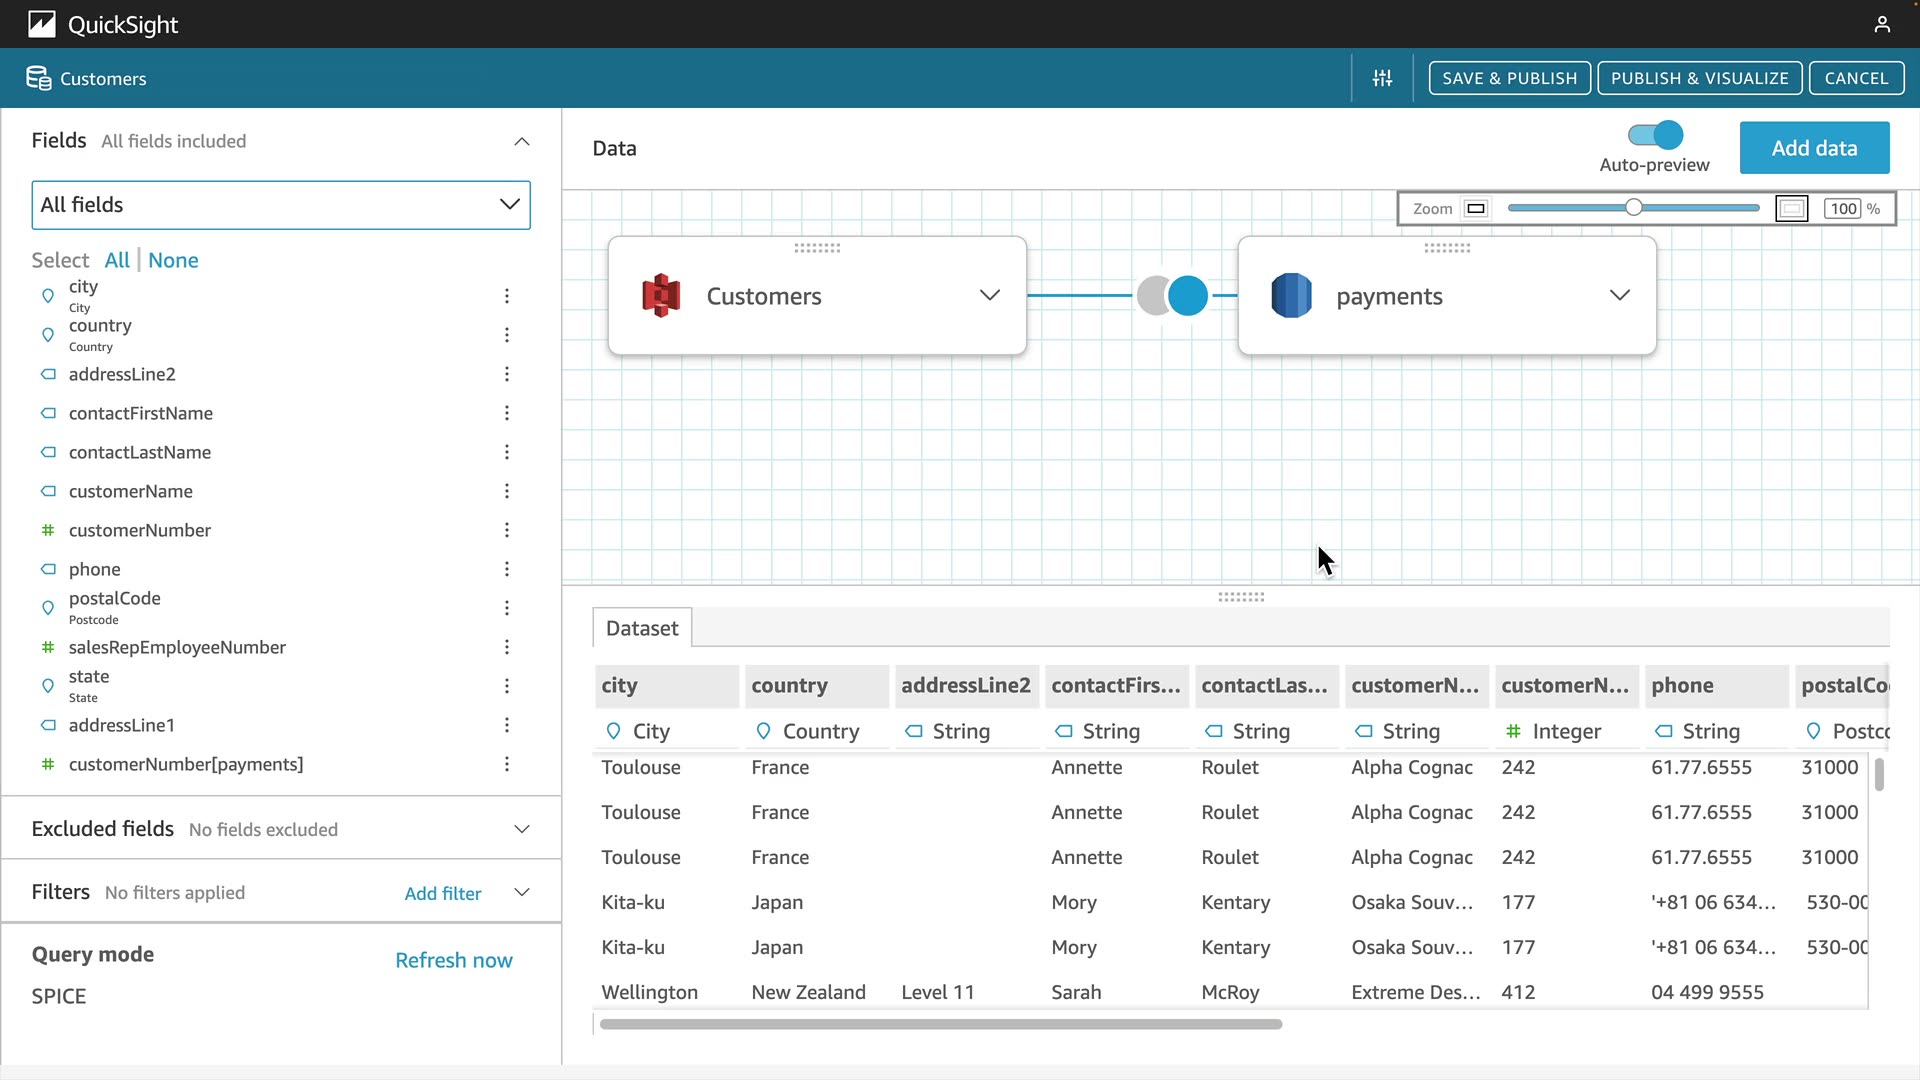 QuickSight
Customers
SAVE & PUBLISH
PUBLISH & VISUALIZE
CANCEL
Fields All fields included
All fields
Select All None
city
City
country
Country
addressLine2
contactFirstName
contactLastName
customerName
# customerNumber
phone
postalCode
Postcode
# salesRepEmployeeNumber
state
State
addressLine1
# customerNumber[payments]
Excluded fields No fields excluded
Filters No filters applied Add filter
Query mode Refresh now
SPICE
Data
Auto-preview
Add data
Zoom 100 %
Customers
payments
Dataset
city country addressLine2 contactFirs... contactLas... customerN... customerN... phone postalCo
City Country String String String String # Integer String Postcc
Toulouse France Annette Roulet Alpha Cognac 242 61.77.6555 31000
Toulouse France Annette Roulet Alpha Cognac 242 61.77.6555 31000
Toulouse France Annette Roulet Alpha Cognac 242 61.77.6555 31000
Kita-ku Japan Mory Kentary Osaka Souv... 177 '+81 06 634... 530-00
Kita-ku Japan Mory Kentary Osaka Souv... 177 '+81 06 634... 530-00
Wellington New Zealand Level 11 Sarah McRoy Extreme Des... 412 04 499 9555